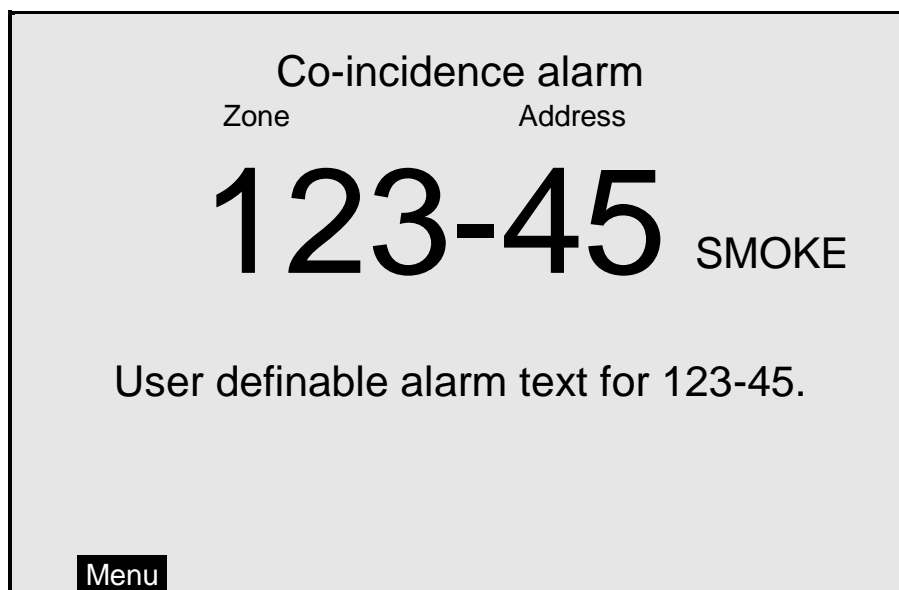 Co-incidence alarm
Zone Address
123-45 SMOKE
User definable alarm text for 123-45.
Menu